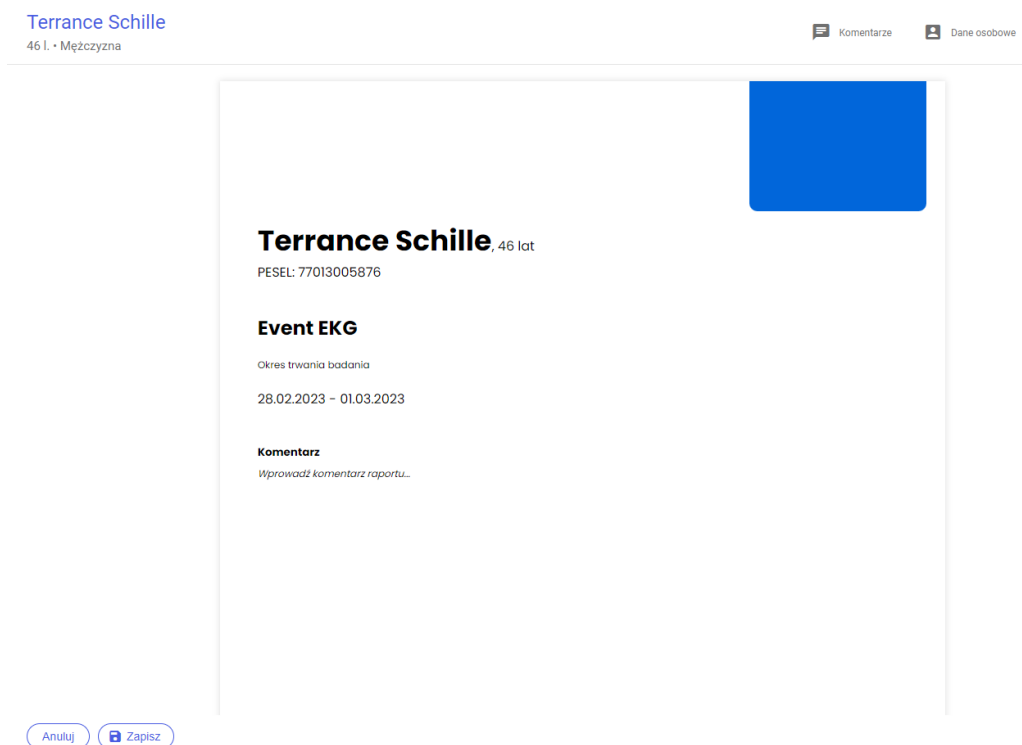 Terrance Schille
46 l. • Mężczyzna
Komentarze
Dane osobowe
Terrance Schille, 46 lat
PESEL: 77013005876
Event EKG
Okres trwania badania
28.02.2023 - 01.03.2023
Komentarz
Wprowadź komentarz raportu...
Anuluj
Zapisz